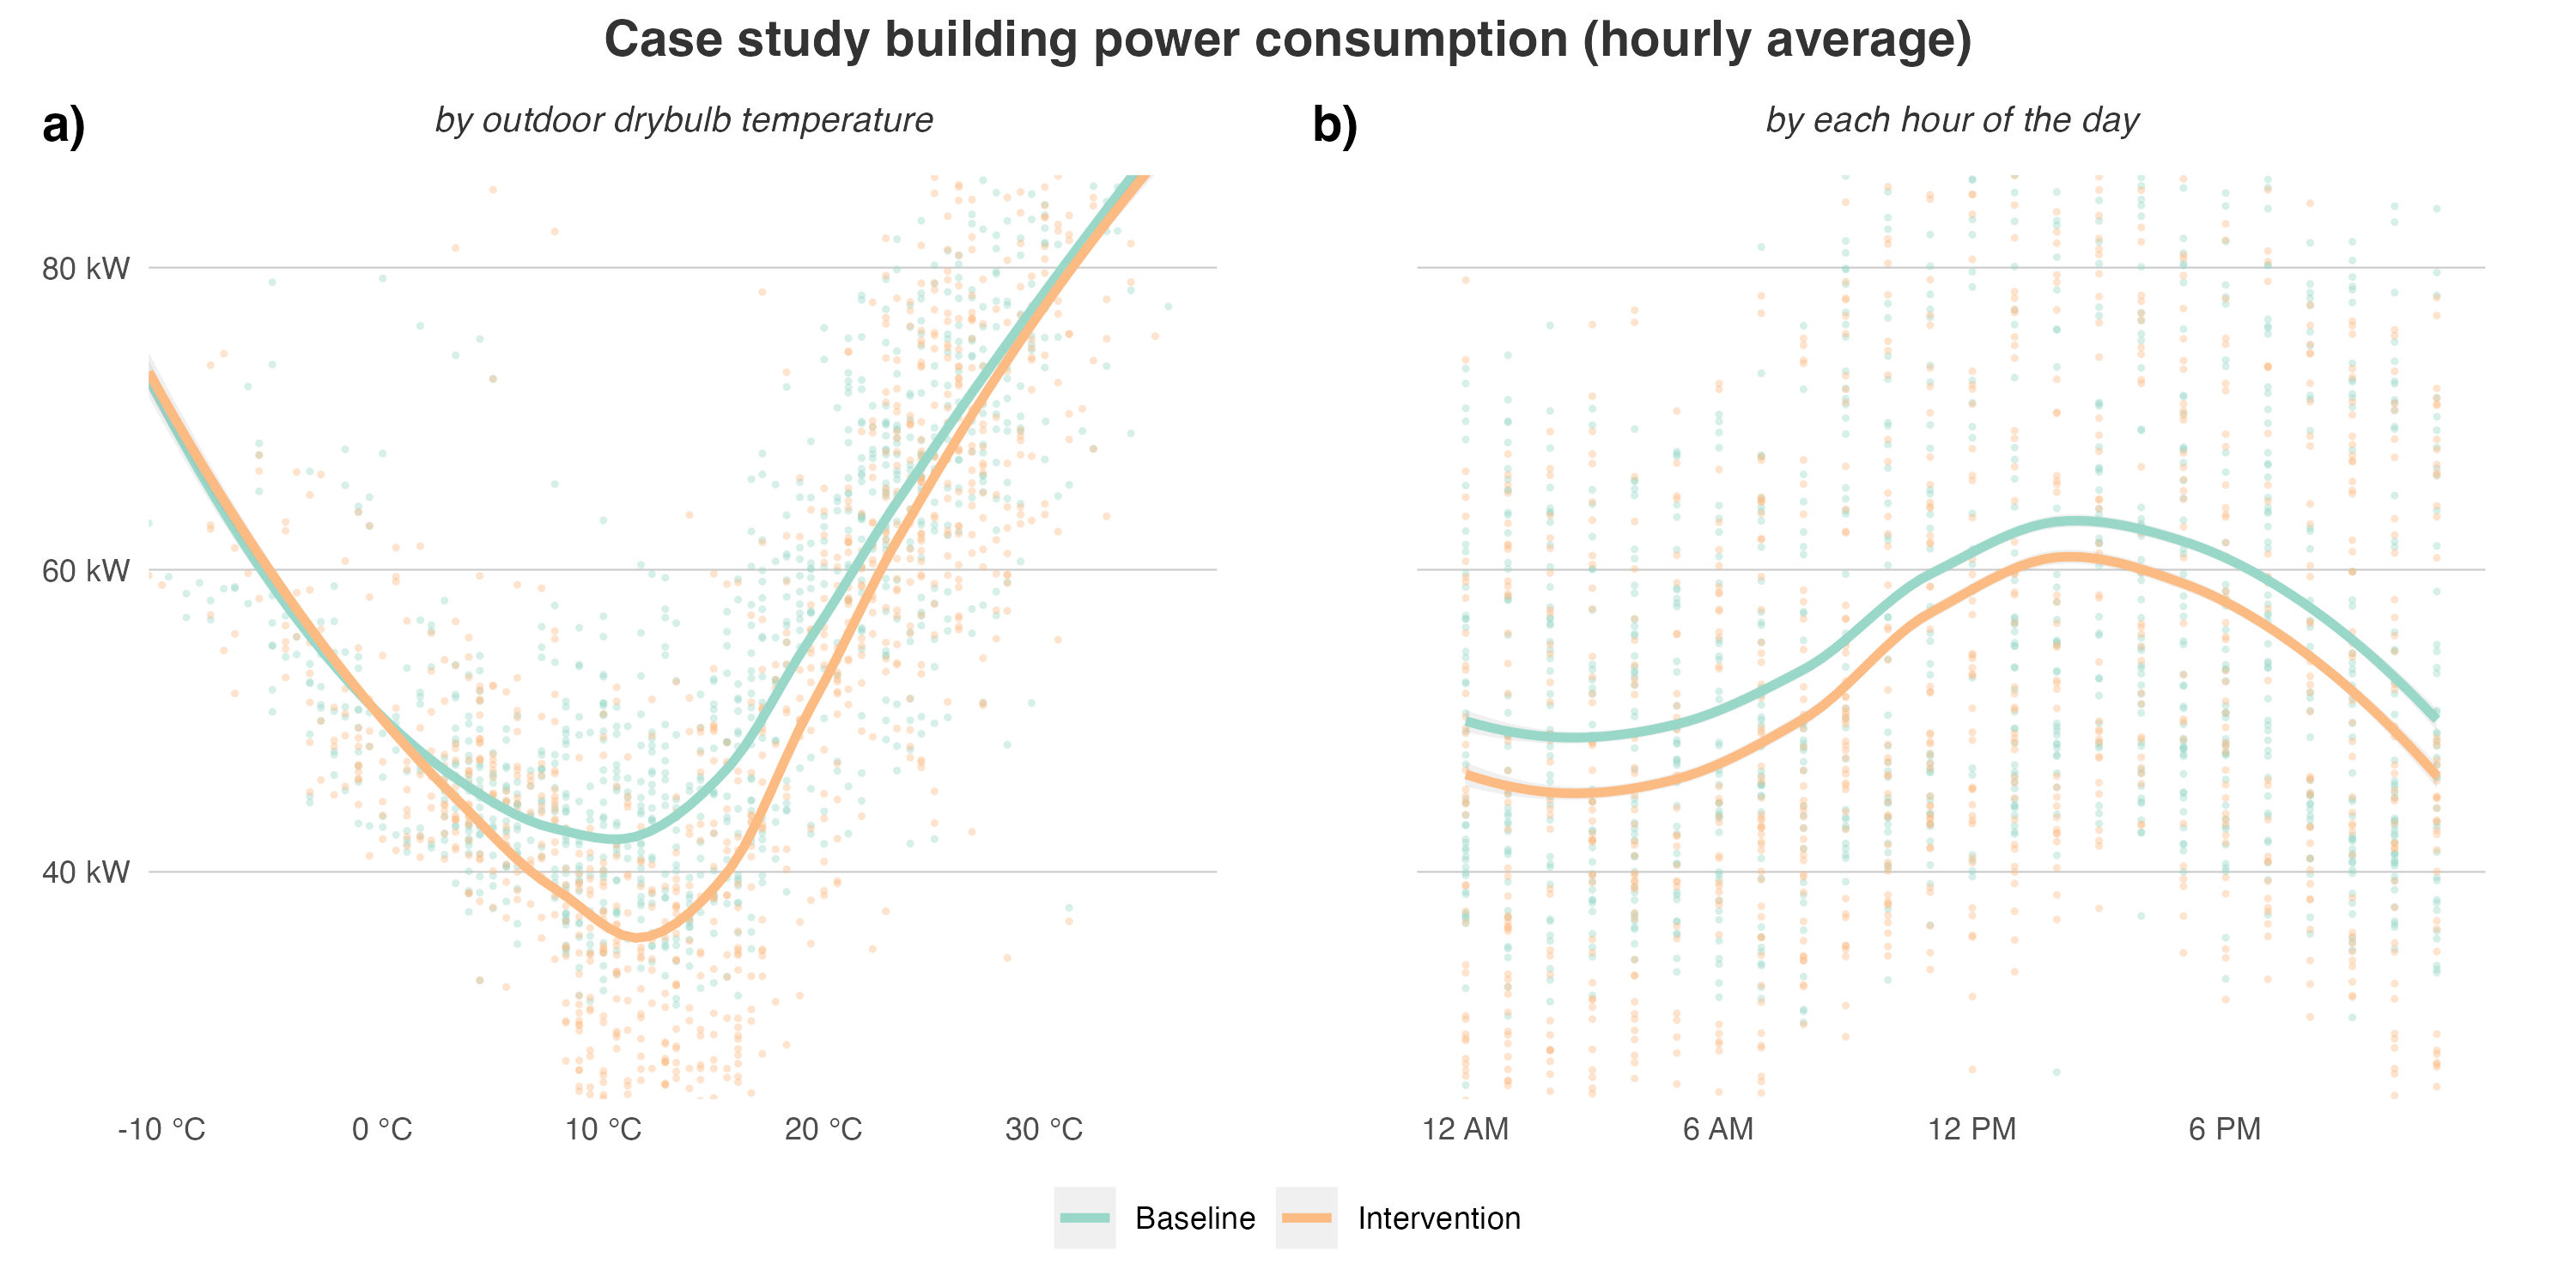 Case study building power consumption (hourly average)
a)
by outdoor drybulb temperature
80 kW
60 kW
40 kW
-10 °C 0 °C 10 °C 20 °C 30 °C
b)
by each hour of the day
12 AM 6 AM 12 PM 6 PM
Baseline Intervention